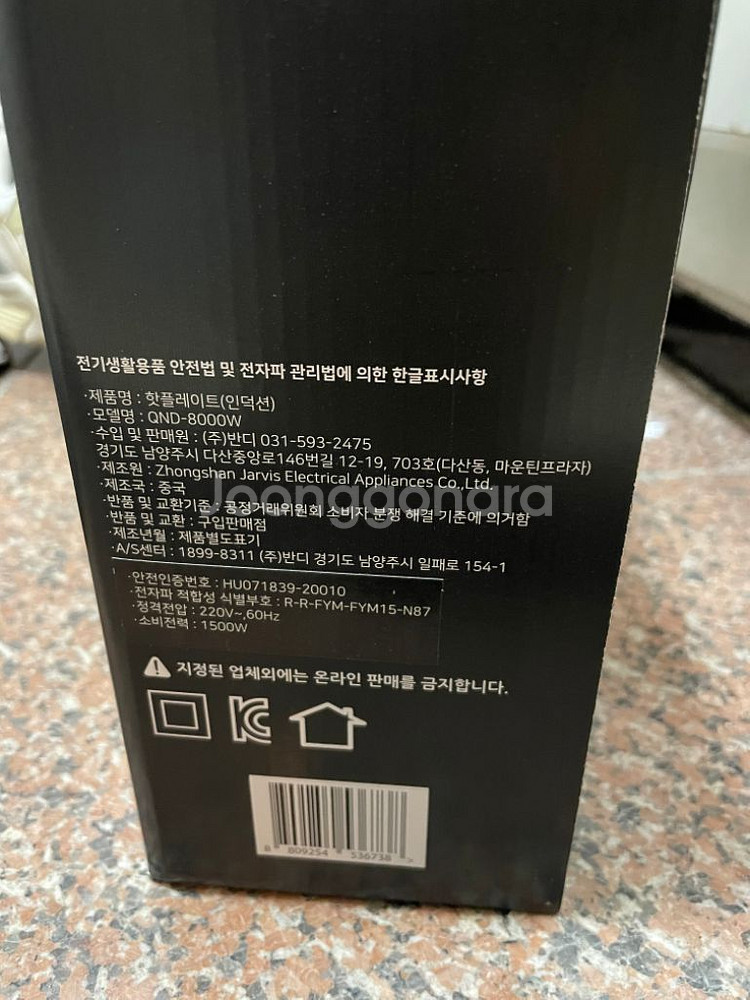 전기생활용품 안전법 및 전자파 관리법에 의한 한글표시사항
·제품명 : 핫플레이트(인덕션)
·모델명 : QND-8000W
·수입 및 판매원 : (주)반디 031-593-2475
경기도 남양주시 다산중앙로146번길 12-19, 703호(다산동, 마운틴프라자)
·제조원 : Zhongshan Jarvis Electrical Appliances Co.,Ltd.
·제조국 : 중국
·반품 및 교환기준 : 공정거래위원회 소비자 분쟁 해결 기준에 의거함
·반품 및 교환 : 구입판매점
·제조년월 : 제품별도표기
·A/S센터 : 1899-8311 (주)반디 경기도 남양주시 일패로 154-1
Joonggonara
·안전인증번호 : HU071839-20010
·전자파 적합성 식별부호 : R-R-FYM-FYM15-N87
·정격전압 : 220V~,60Hz
·소비전력 : 1500W
지정된 업체외에는 온라인 판매를 금지합니다.
8 809254 536738 >